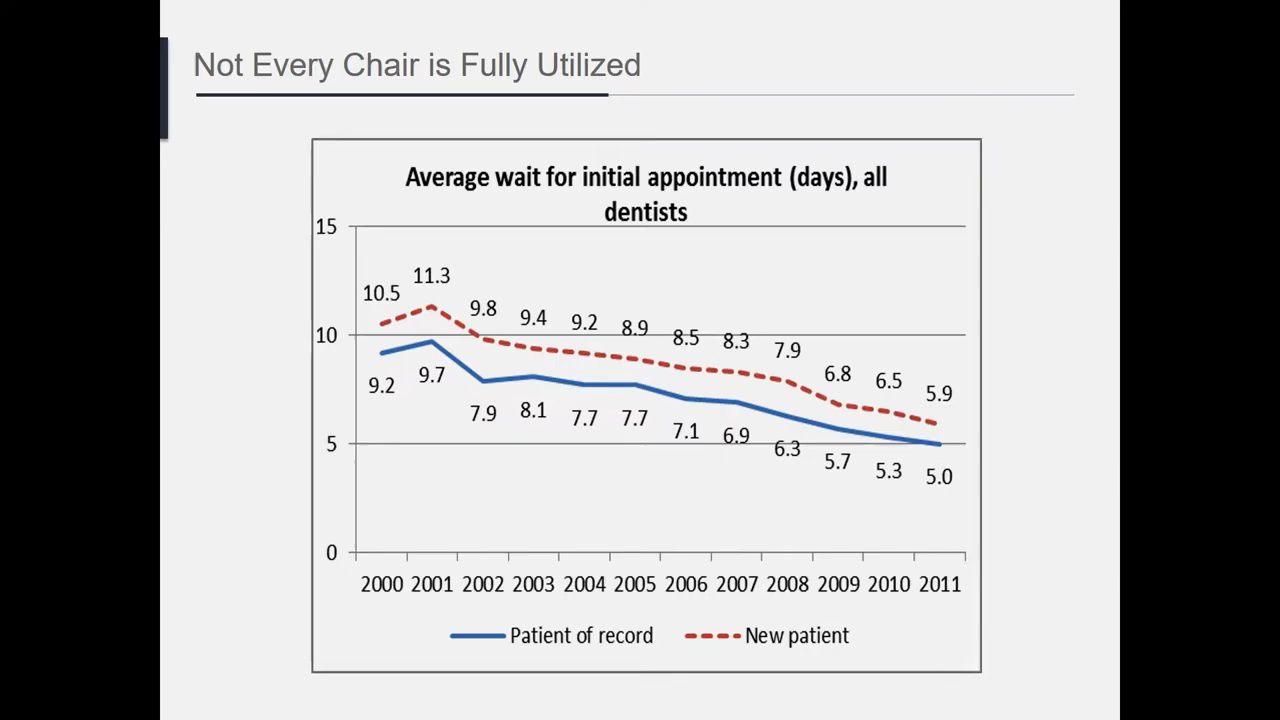 Not Every Chair is Fully Utilized
Average wait for initial appointment (days), all
dentists
15
10
5
0
10.5 11.3 9.8 9.4 9.2 8.9 8.5 8.3 7.9 6.8 6.5 5.9
9.2 9.7 7.9 8.1 7.7 7.7 7.1 6.9 6.3 5.7 5.3 5.0
2000 2001 2002 2003 2004 2005 2006 2007 2008 2009 2010 2011
Patient of record New patient